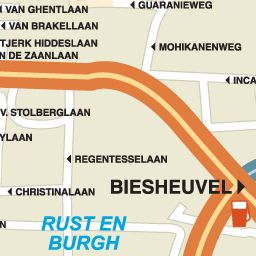 GUARANIEWEG
VAN GHENTLAAN
VAN BRAKELLAAN
TJERK HIDDESLAAN
MOHIKANENWEG
DE ZAANLAAN
INCA
V. STOLBERGLAAN
YLAAN
REGENTESSELAAN
CHRISTINALAAN
BIESHEUVEL
RUST EN
BURGH